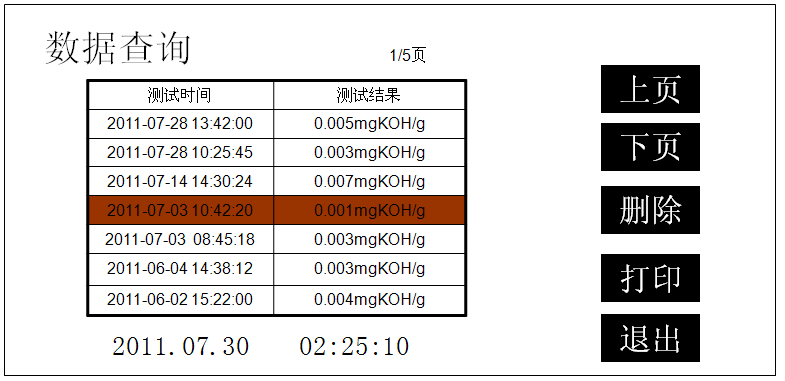 数据查询
1/5页
测试时间 测试结果
2011-07-28 13:42:00 0.005mgKOH/g
2011-07-28 10:25:45 0.003mgKOH/g
2011-07-14 14:30:24 0.007mgKOH/g
2011-07-03 10:42:20 0.001mgKOH/g
2011-07-03 08:45:18 0.003mgKOH/g
2011-06-04 14:38:12 0.003mgKOH/g
2011-06-02 15:22:00 0.004mgKOH/g
2011.07.30 02:25:10
上页
下页
删除
打印
退出